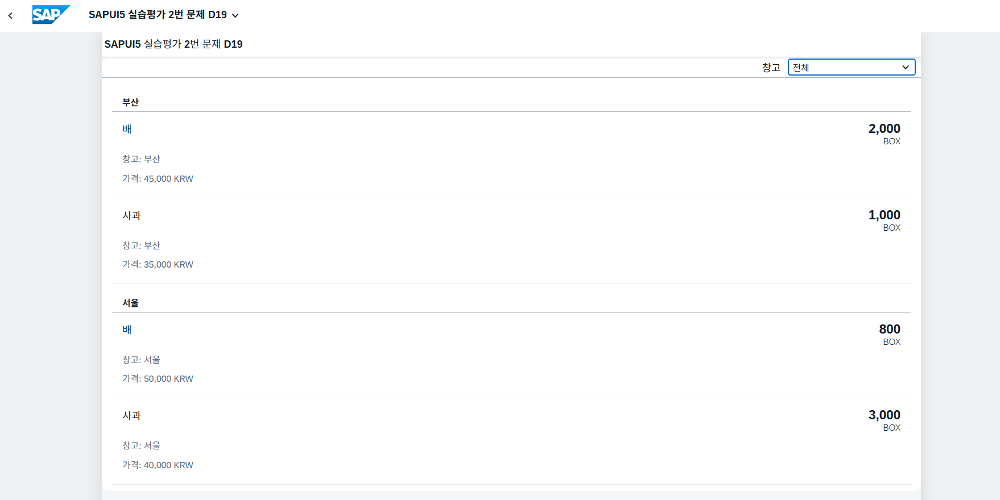 SAP SAPUI5 실습평가 2번 문제 D19
SAPUI5 실습평가 2번 문제 D19
창고 전체
부산
배 2,000
BOX
창고: 부산
가격: 45,000 KRW
사과 1,000
BOX
창고: 부산
가격: 35,000 KRW
서울
배 800
BOX
창고: 서울
가격: 50,000 KRW
사과 3,000
BOX
창고: 서울
가격: 40,000 KRW